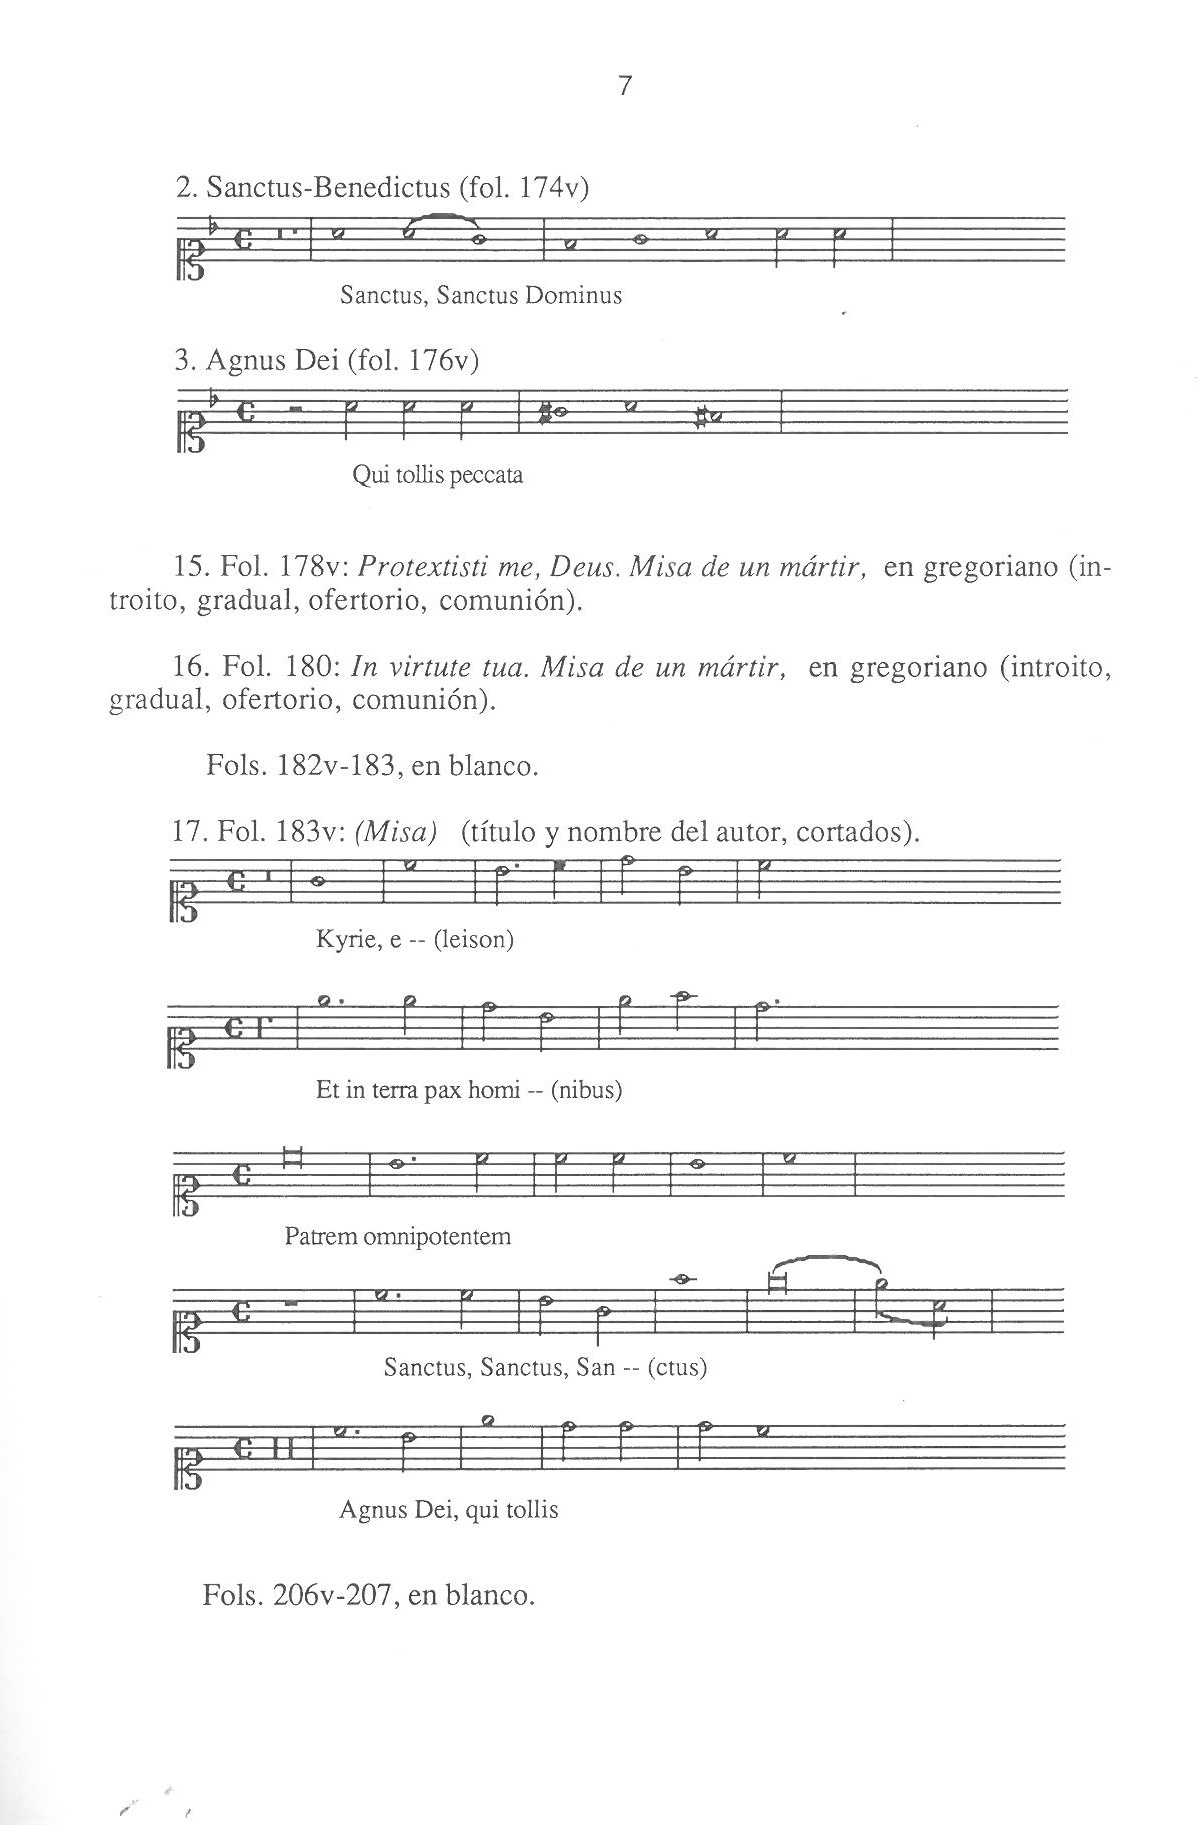 7
2. Sanctus-Benedictus (fol. 174v)
Sanctus, Sanctus Dominus
3. Agnus Dei (fol. 176v)
Qui tollis peccata
15. Fol. 178v: Protextisti me, Deus. Misa de un mártir, en gregoriano (in-
troito, gradual, ofertorio, comunión).
16. Fol. 180: In virtute tua. Misa de un mártir, en gregoriano (introito,
gradual, ofertorio, comunión).
Fols. 182v-183, en blanco.
17. Fol. 183v: (Misa) (título y nombre del autor, cortados).
Kyrie, e -- (leison)
Et in terra pax homi -- (nibus)
Patrem omnipotentem
Sanctus, Sanctus, San -- (ctus)
Agnus Dei, qui tollis
Fols. 206v-207, en blanco.